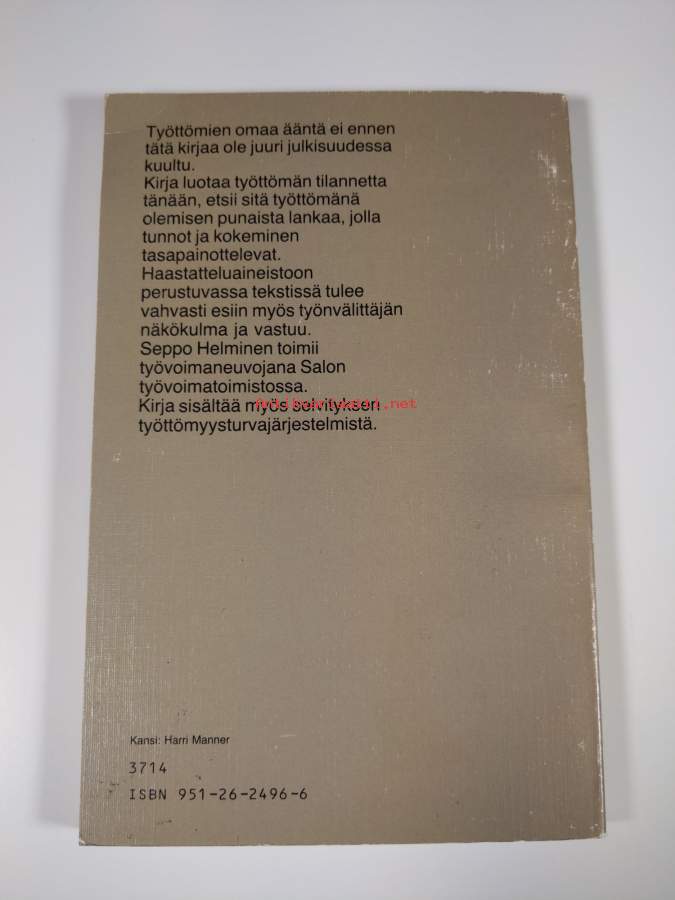 Työttömien omaa ääntä ei ennen
tätä kirjaa ole juuri julkisuudessa
kuultu.
Kirja luotaa työttömän tilannetta
tänään, etsii sitä työttömänä
olemisen punaista lankaa, jolla
tunnot ja kokeminen
tasapainottelevat.
Haastatteluaineistoon
perustuvassa tekstissä tulee
vahvasti esiin myös työnvälittäjän
näkökulma ja vastuu.
Seppo Helminen toimii
työvoimaneuvojana Salon
työvoimatoimistossa.
Kirja sisältää myös selvityksen
työttömyysturvajärjestelmistä.
Antikvariaatti.net
Kansi: Harri Manner
3714
ISBN 951-26-2496-6